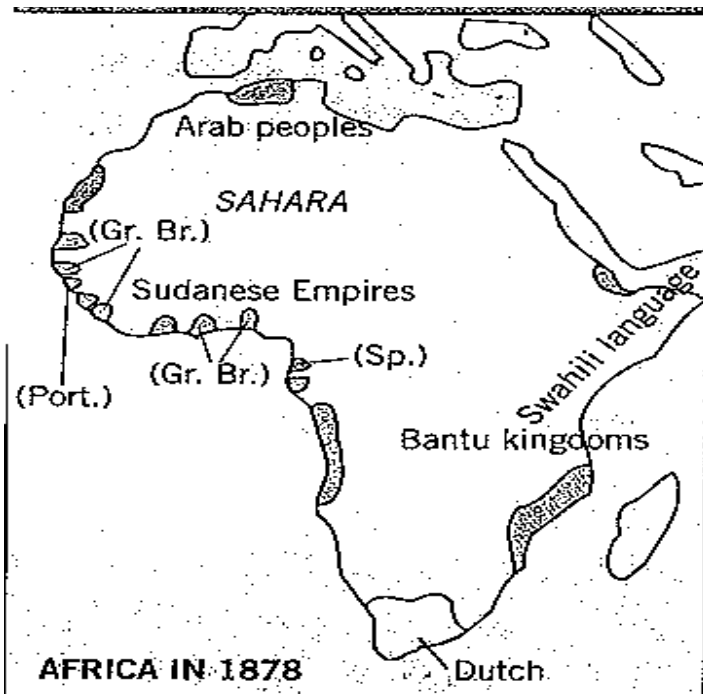 Arab peoples
SAHARA
(Gr. Br.)
Sudanese Empires
(Gr. Br.)
(Sp.)
(Port.)
Swahili language
Bantu kingdoms
AFRICA IN 1878
Dutch